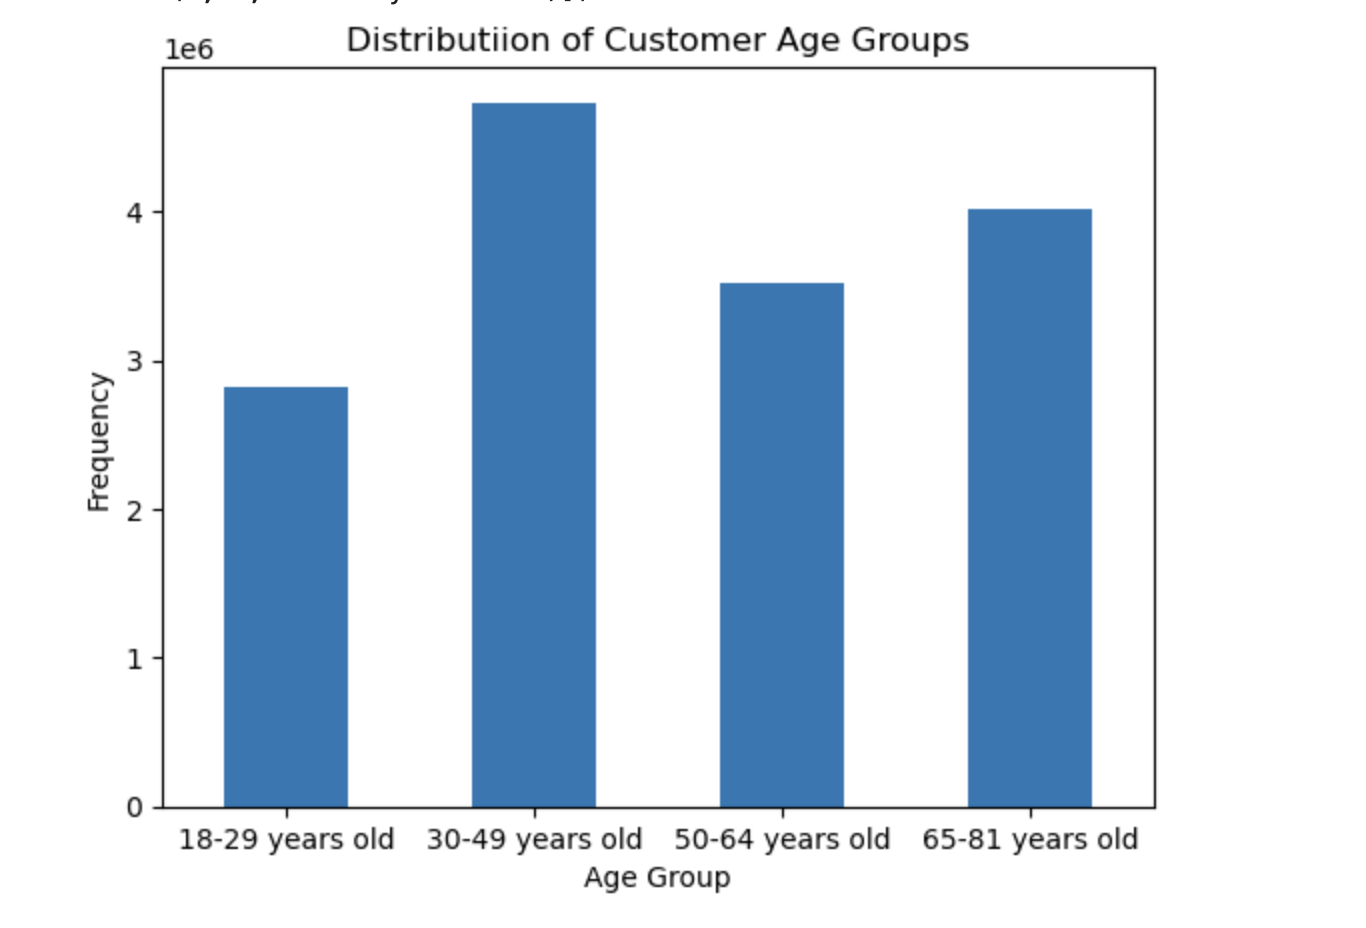 Distributiion of Customer Age Groups
1e6
4
3
2
1
0
Frequency
18-29 years old 30-49 years old 50-64 years old 65-81 years old
Age Group